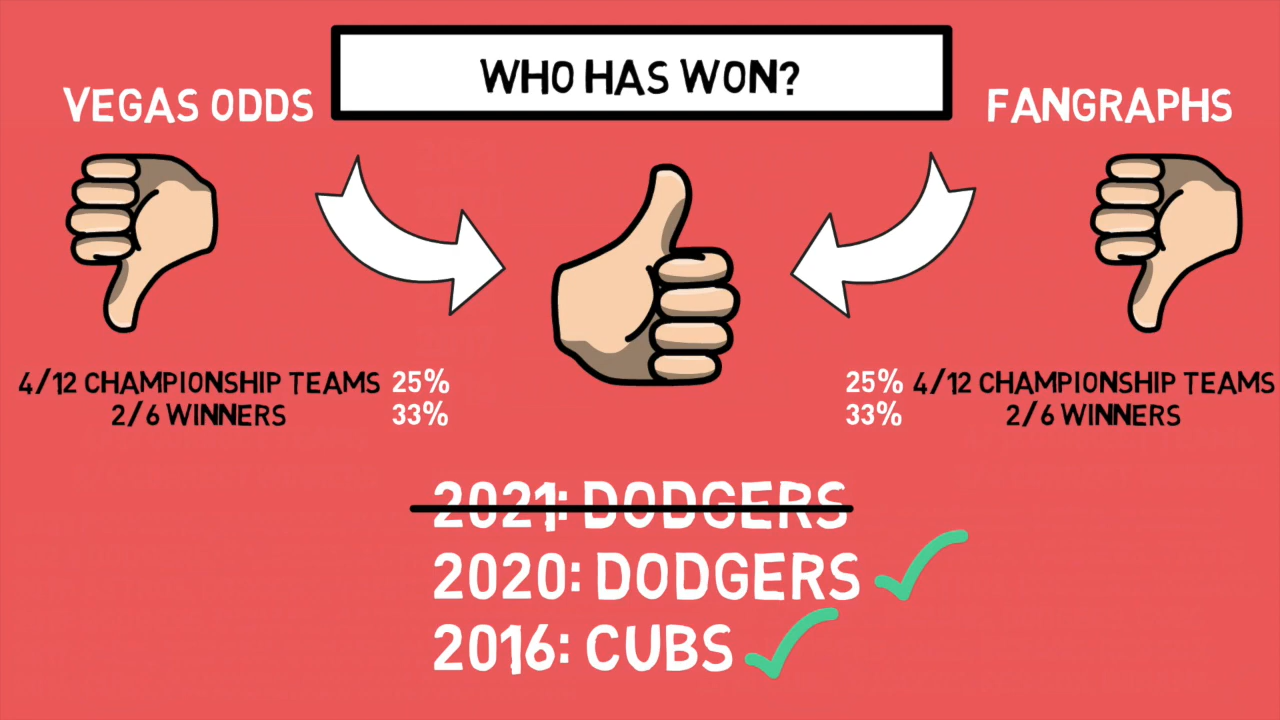 WHO HAS WON?
VEGAS ODDS
FANGRAPHS
4/12 CHAMPIONSHIP TEAMS 25%
2/6 WINNERS 33%
25% 4/12 CHAMPIONSHIP TEAMS
33% 2/6 WINNERS
2021: DODGERS
2020: DODGERS
2016: CUBS